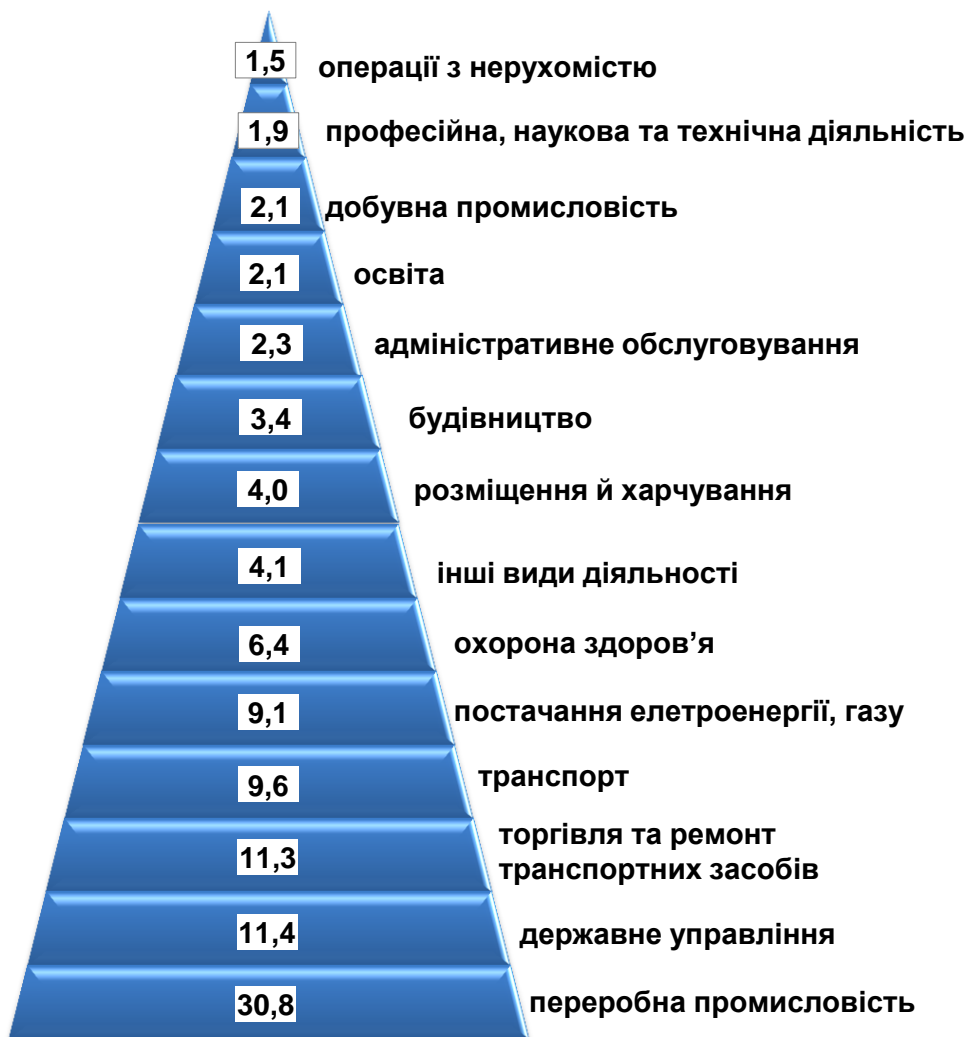 1,5 операції з нерухомістю
1,9 професійна, наукова та технічна діяльність
2,1 добувна промисловість
2,1 освіта
2,3 адміністративне обслуговування
3,4 будівництво
4,0 розміщення й харчування
4,1 інші види діяльності
6,4 охорона здоров’я
9,1 постачання елетроенергії, газу
9,6 транспорт
11,3 торгівля та ремонт
транспортних засобів
11,4 державне управління
30,8 переробна промисловість